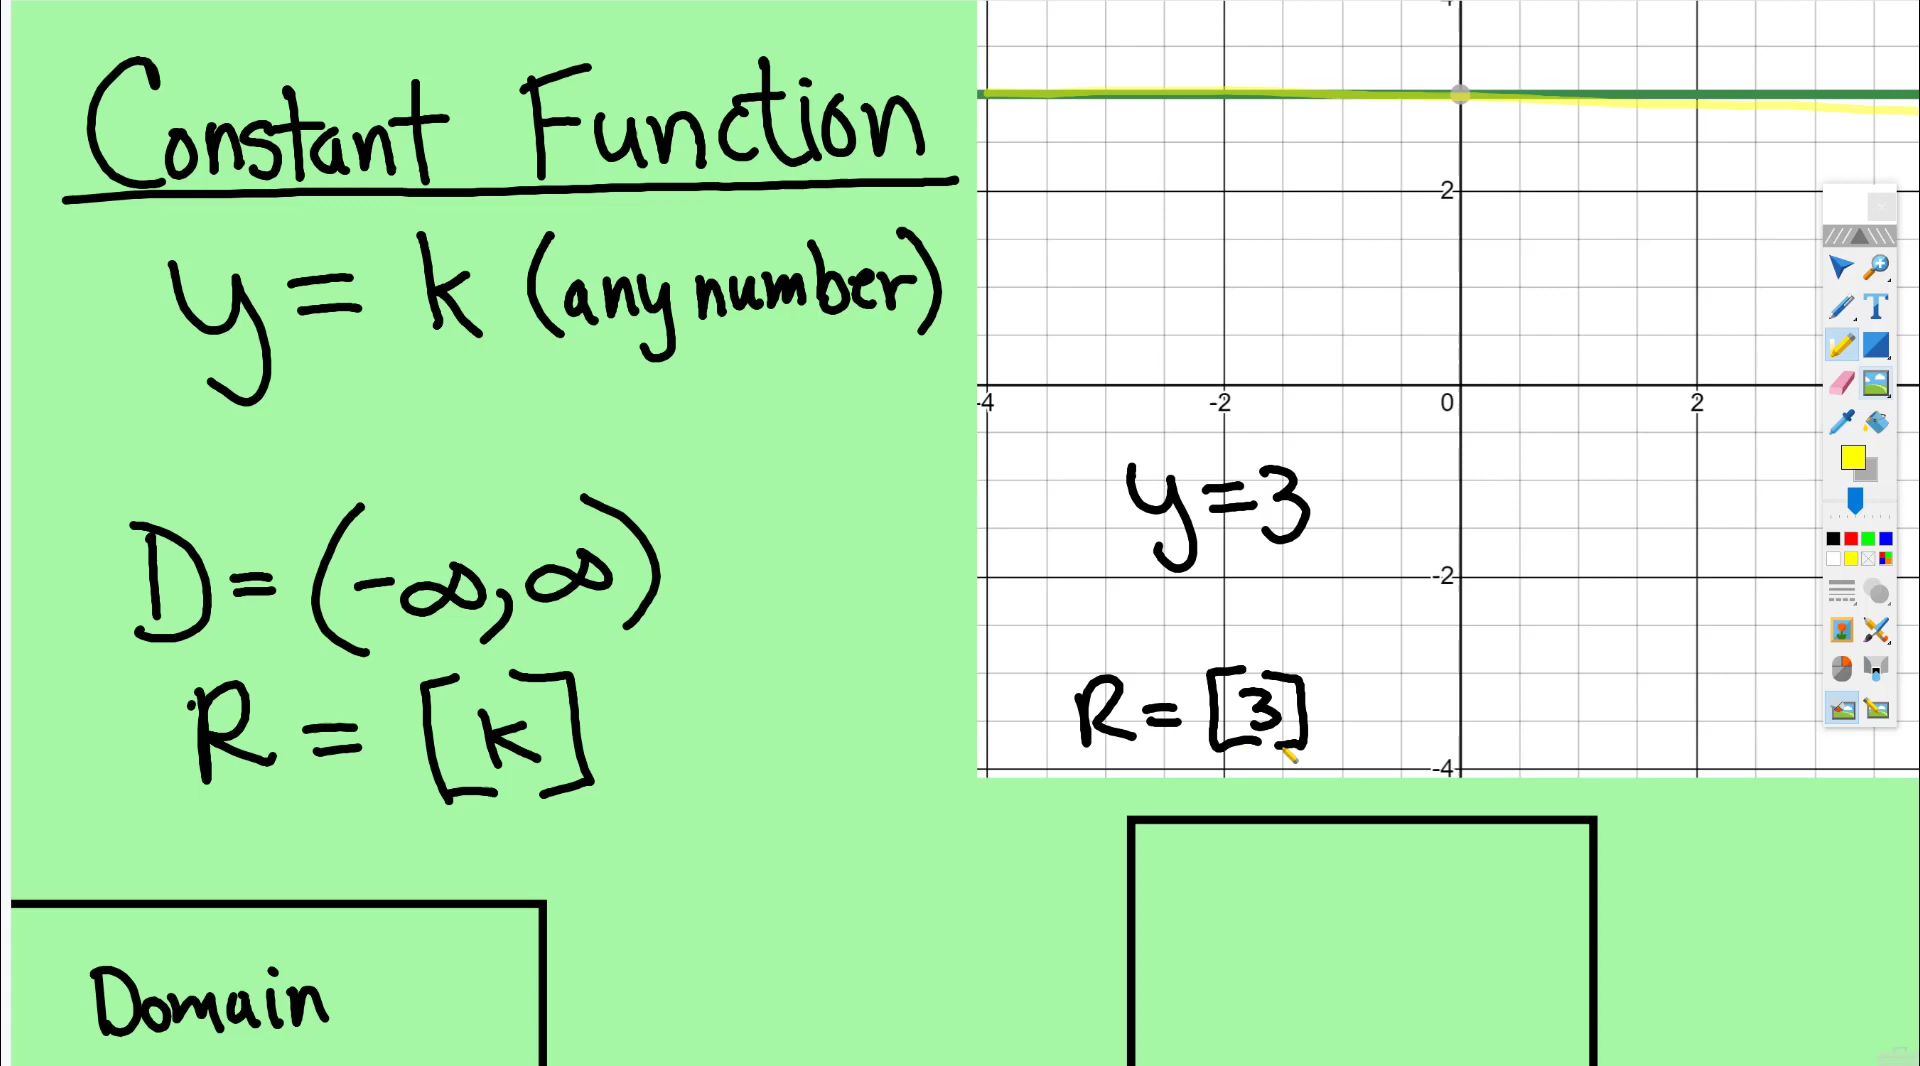 Constant Function
y = k (any number)
D = (-∞, ∞)
R = [k]
Domain
2
-4 -2 0 2
y = 3
-2
R = [3]
-4
T